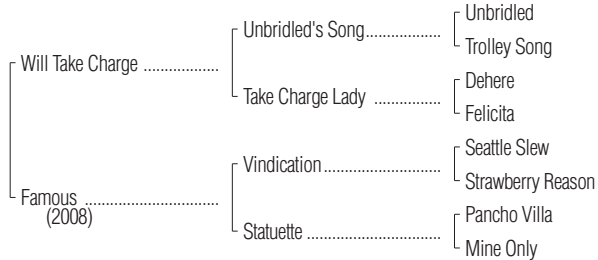 Unbridled
Unbridled's Song..................
Trolley Song
Will Take Charge ..................
Dehere
Take Charge Lady ................
Felicita
Seattle Slew
Vindication............................
Strawberry Reason
Famous ................................
(2008)
Pancho Villa
Statuette ................................
Mine Only